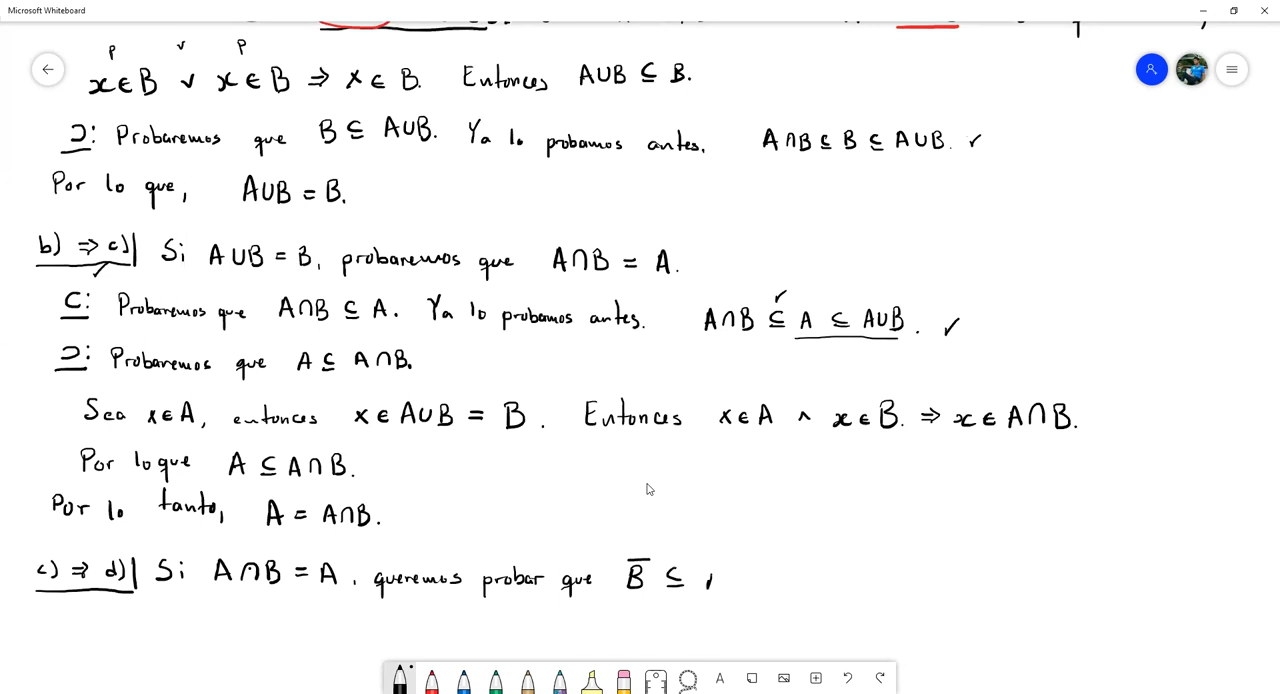 Microsoft Whiteboard
p v p
x ∈ B ∨ x ∈ B ⇒ x ∈ B. Entonces A∪B ⊆ B.
⊇: Probaremos que B ⊆ A∪B. Ya lo probamos antes. A∩B ⊆ B ⊆ A∪B. ✓
Por lo que, A∪B = B.
b) ⇒ c)| Si A∪B = B, probaremos que A∩B = A.
⊆: Probaremos que A∩B ⊆ A. Ya lo probamos antes. A∩B ⊆ A ⊆ A∪B. ✓
⊇: Probaremos que A ⊆ A∩B.
Sea x∈A, entonces x ∈ A∪B = B. Entonces x∈A ∧ x∈B. ⇒ x ∈ A∩B.
Por lo que A ⊆ A∩B.
Por lo tanto, A = A∩B.
c) ⇒ d)| Si A∩B = A, queremos probar que B̅ ⊆